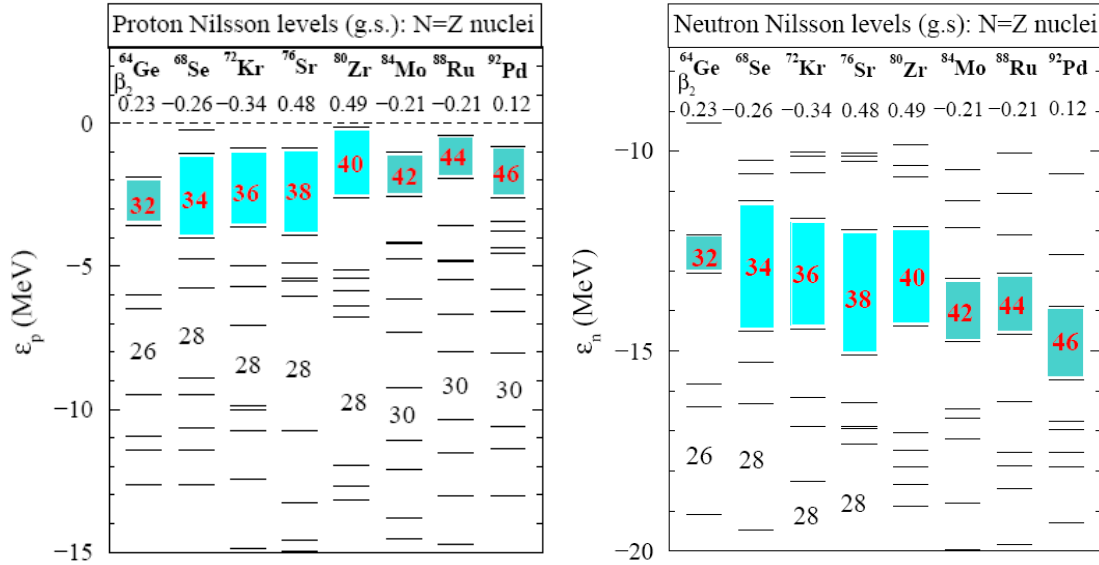 Proton Nilsson levels (g.s.): N=Z nuclei
⁶⁴Ge ⁶⁸Se ⁷²Kr ⁷⁶Sr ⁸⁰Zr ⁸⁴Mo ⁸⁸Ru ⁹²Pd
β₂
0.23 −0.26 −0.34 0.48 0.49 −0.21 −0.21 0.12
0
−5
−10
−15
εp (MeV)
32 34 36 38 40 42 44 46
26 28 28 28 28 30 30 30
Neutron Nilsson levels (g.s): N=Z nuclei
⁶⁴Ge ⁶⁸Se ⁷²Kr ⁷⁶Sr ⁸⁰Zr ⁸⁴Mo ⁸⁸Ru ⁹²Pd
β₂
0.23 −0.26 −0.34 0.48 0.49 −0.21 −0.21 0.12
−10
−15
−20
εn (MeV)
32 34 36 38 40 42 44 46
26 28 28 28